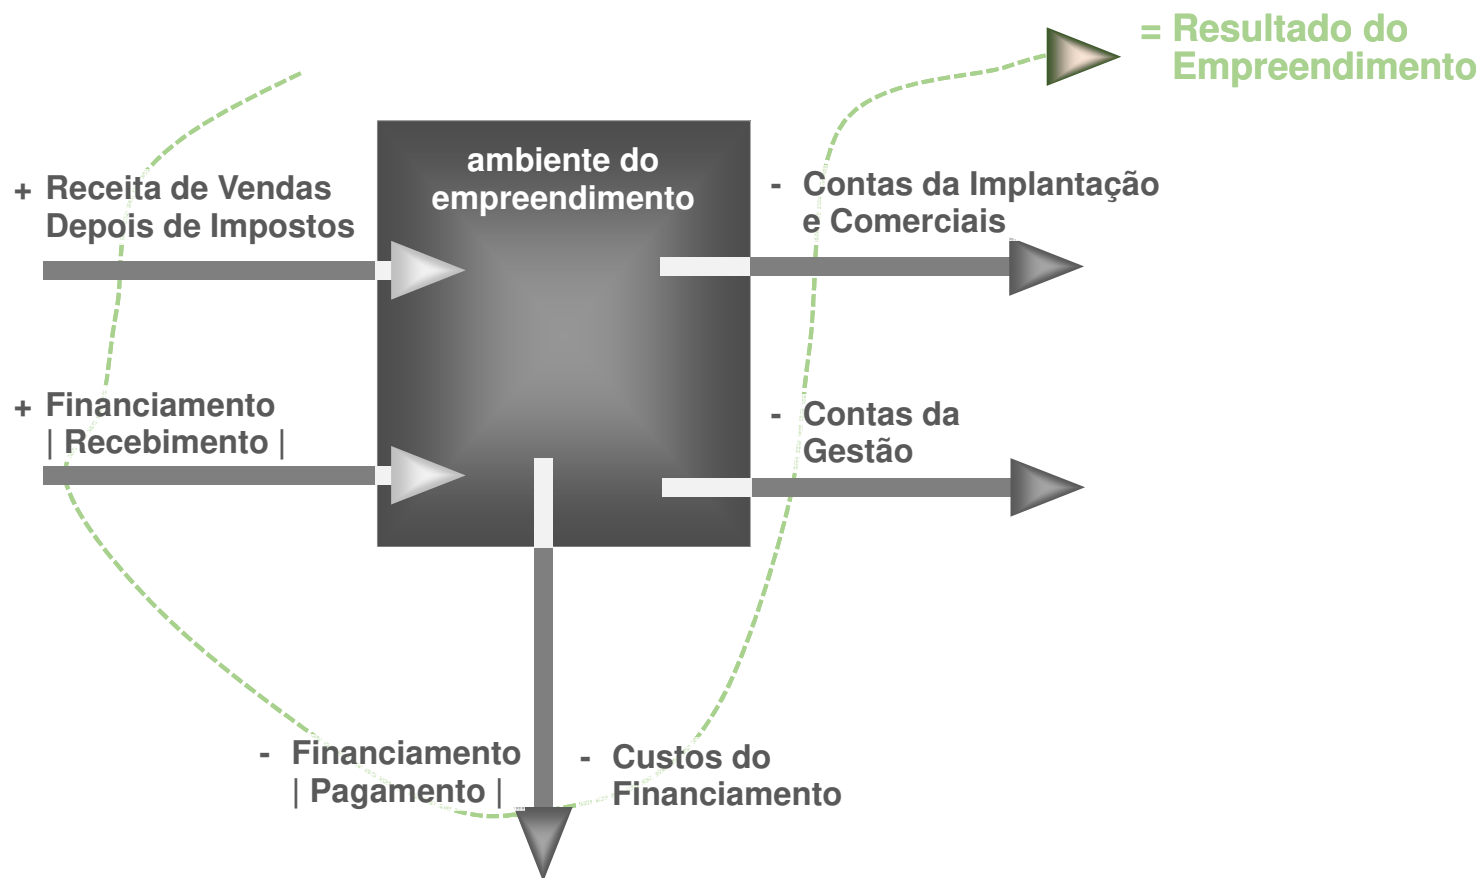 = Resultado do
Empreendimento
ambiente do
empreendimento
+ Receita de Vendas
Depois de Impostos
- Contas da Implantação
e Comerciais
+ Financiamento
| Recebimento |
- Contas da
Gestão
- Financiamento
| Pagamento |
- Custos do
Financiamento